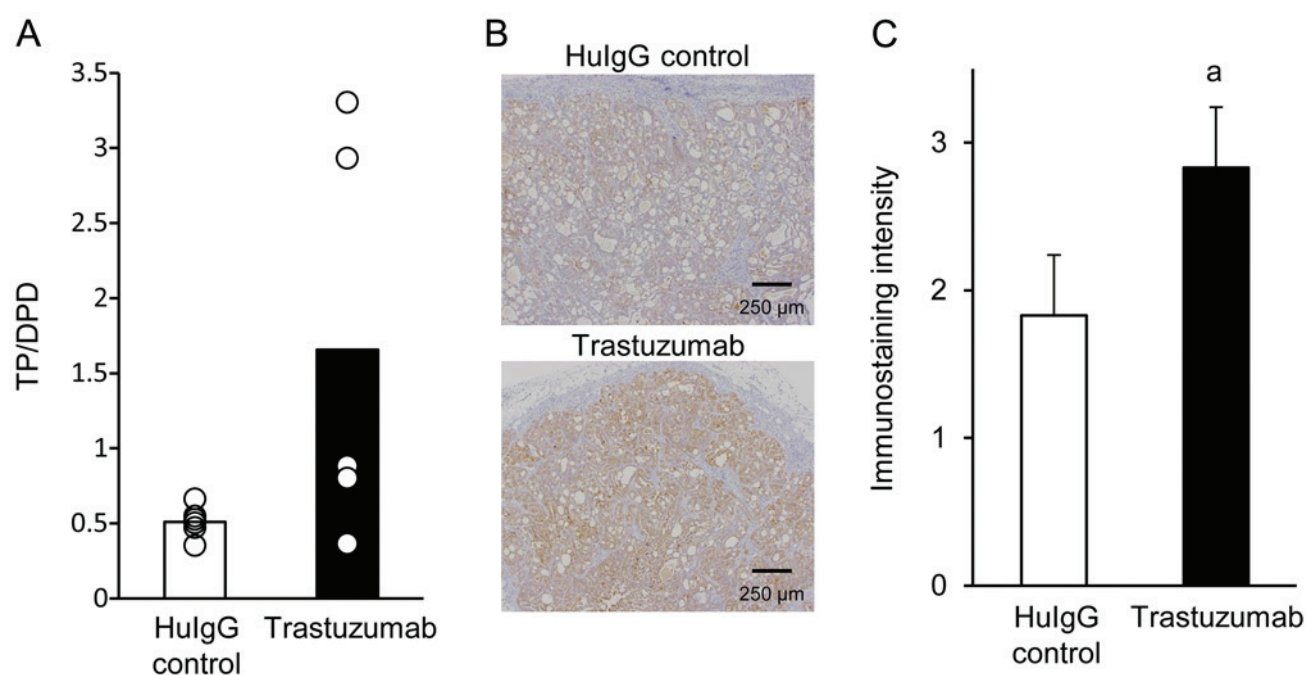 A
3.5
3
2.5
2
1.5
1
0.5
0
TP/DPD
HuIgG
control
Trastuzumab
B
HuIgG control
250 µm
Trastuzumab
250 µm
C
a
3
2
1
0
Immunostaining intensity
HuIgG
control
Trastuzumab